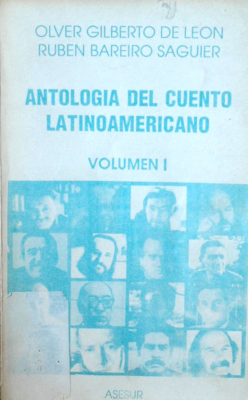 OLVER GILBERTO DE LEON
RUBEN BAREIRO SAGUIER
ANTOLOGIA DEL CUENTO
LATINOAMERICANO
VOLUMEN I
ASESUR